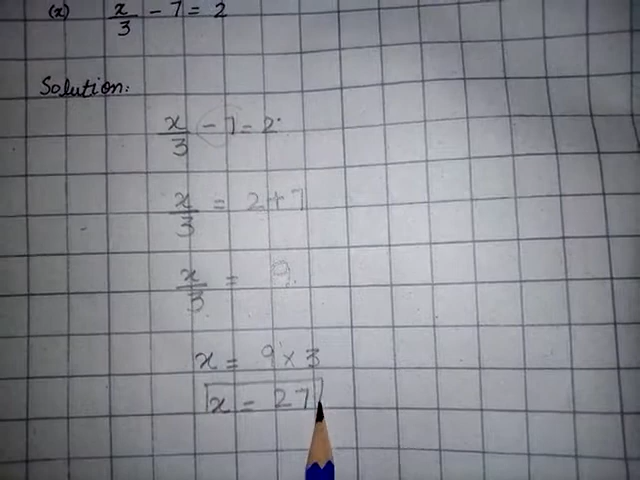 (x) x/3 - 7 = 2
Solution:
x/3 - 7 = 2
x/3 = 2+7
x/3 = 9
x = 9 × 3
x = 27